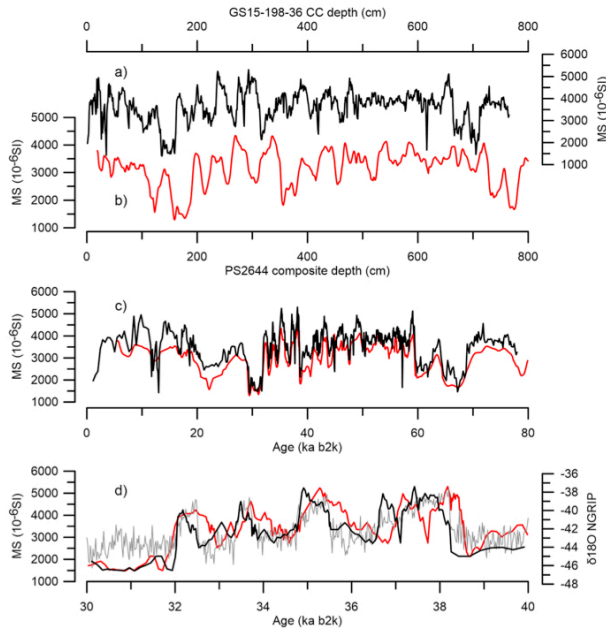 GS15-198-36 CC depth (cm)
0 200 400 600 800
a)
6000
5000
4000
3000
2000
1000
MS (10-6SI)
5000
4000
3000
2000
1000
MS (10-6SI)
b)
0 200 400 600 800
PS2644 composite depth (cm)
c)
6000
5000
4000
3000
2000
1000
MS (10-6SI)
0 20 40 60 80
Age (ka b2k)
d)
6000
5000
4000
3000
2000
1000
MS (10-6SI)
-36
-38
-40
-42
-44
-46
-48
δ18O NGRIP
30 32 34 36 38 40
Age (ka b2k)